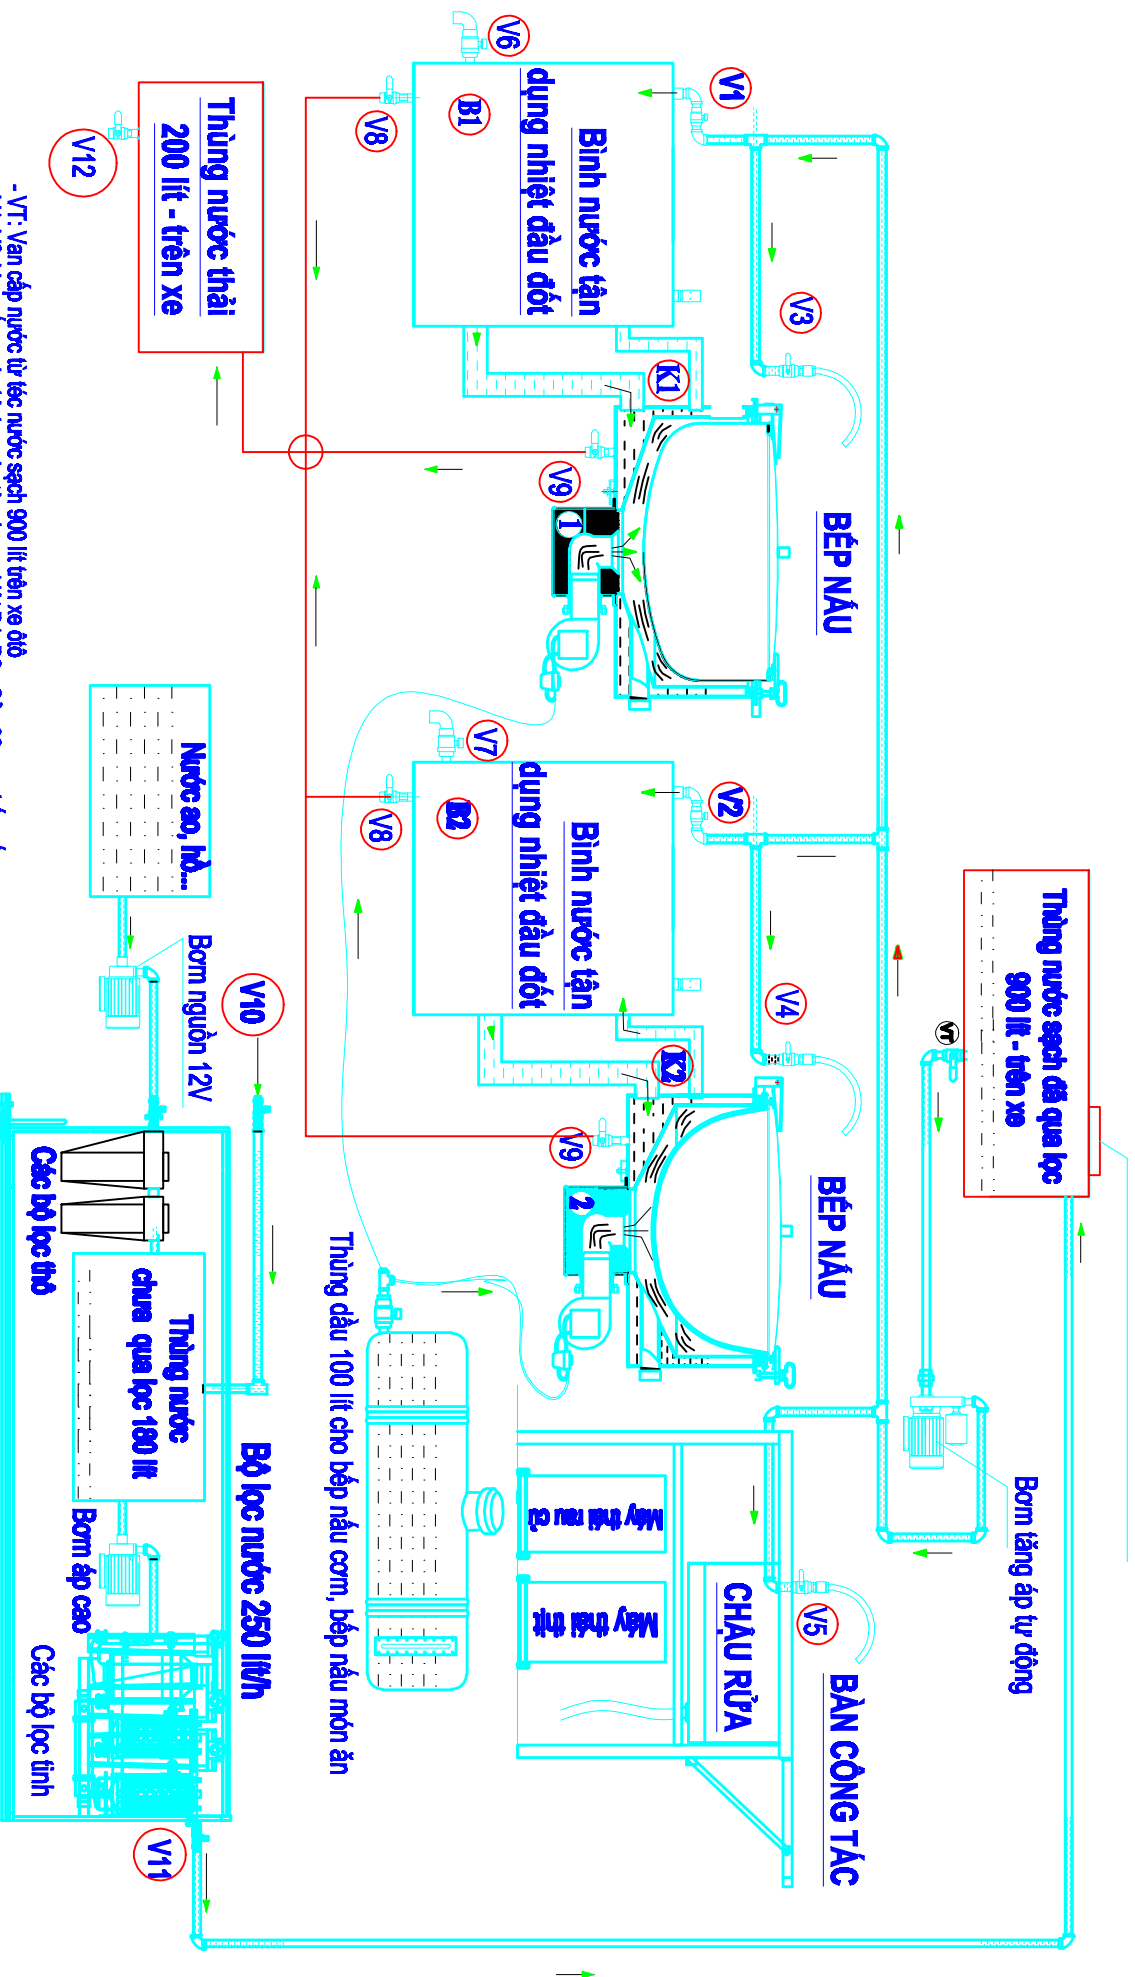 Thùng nước sạch đã qua lọc
900 lít - trên xe
VT
Bơm tăng áp tự động
V1
V3
BẾP NẤU
V2
V4
BẾP NẤU
V5
BÀN CÔNG TÁC
V6
B1
Bình nước tận
dụng nhiệt dầu đốt
V8
K1
V9
1
V7
B2
Bình nước tận
dụng nhiệt dầu đốt
V8
K2
V9
2
Máy thái rau củ
Máy thái thịt
CHẬU RỬA
Thùng nước thải
200 lít - trên xe
V12
Thùng dầu 100 lít cho bếp nấu cơm, bếp nấu món ăn
Nước ao, hồ...
Bơm nguồn 12V
V10
Bộ lọc nước 250 lít/h
Các bộ lọc thô
Thùng nước
chưa qua lọc 180 lít
Bơm áp cao
Các bộ lọc tinh
V11
- VT: Van cấp nước từ téc nước sạch 900 lít trên xe ôtô